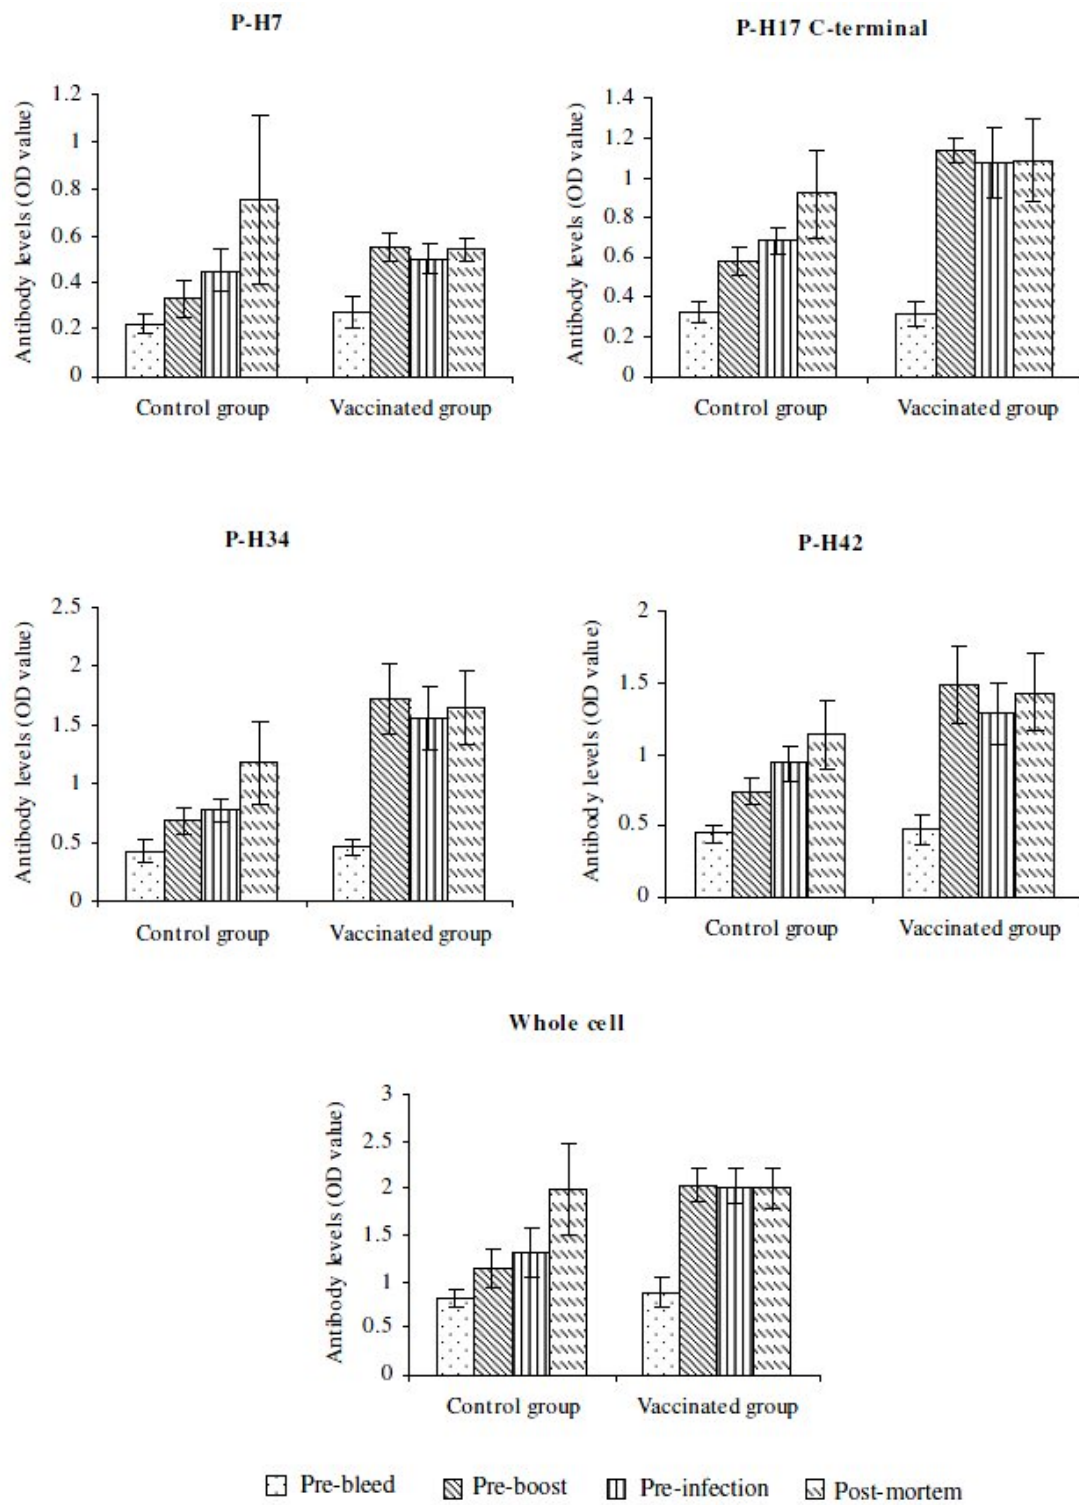 P-H7
P-H17 C-terminal
Antibody levels (OD value)
1.2
1
0.8
0.6
0.4
0.2
0
Control group
Vaccinated group
Antibody levels (OD value)
1.4
1.2
1
0.8
0.6
0.4
0.2
0
Control group
Vaccinated group
P-H34
P-H42
Antibody levels (OD value)
2.5
2
1.5
1
0.5
0
Control group
Vaccinated group
Antibody levels (OD value)
2
1.5
1
0.5
0
Control group
Vaccinated group
Whole cell
Antibody levels (OD value)
3
2.5
2
1.5
1
0.5
0
Control group
Vaccinated group
Pre-bleed
Pre-boost
Pre-infection
Post-mortem